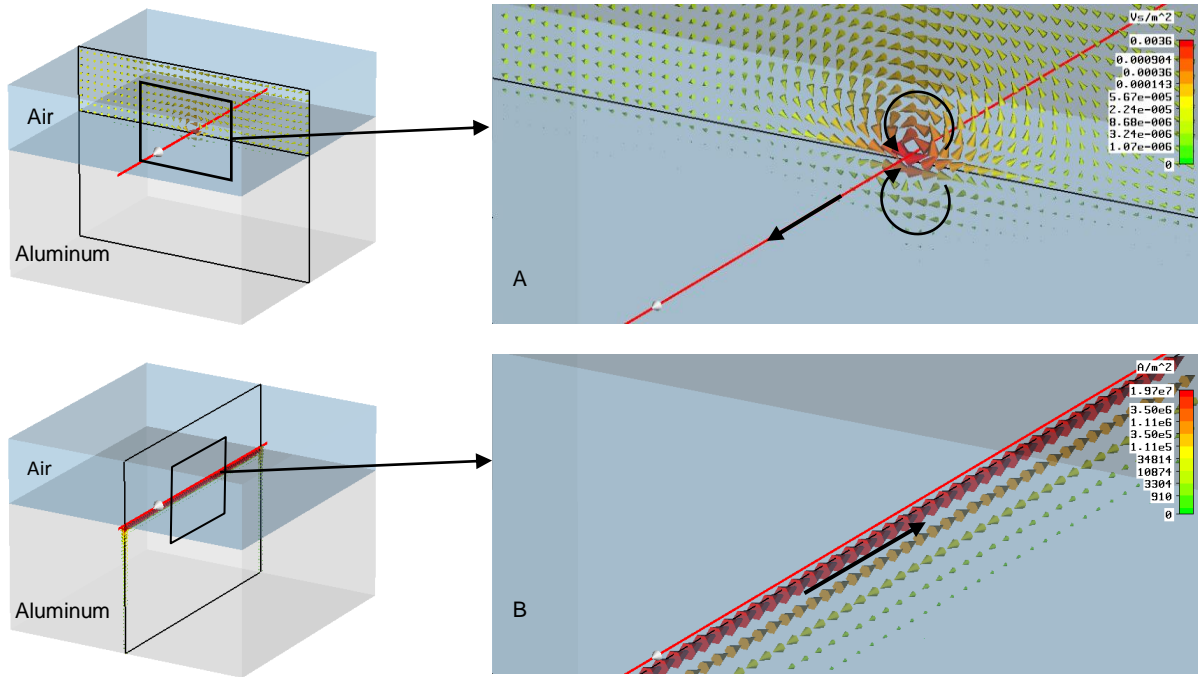 Air
Aluminum
Vs/m^2
0.0036
0.000904
0.00036
0.000143
5.67e-005
2.24e-005
8.68e-006
3.24e-006
1.07e-006
0
A
Air
Aluminum
A/m^2
1.97e7
3.50e6
1.11e6
3.50e5
1.11e5
34814
10874
3304
910
0
B